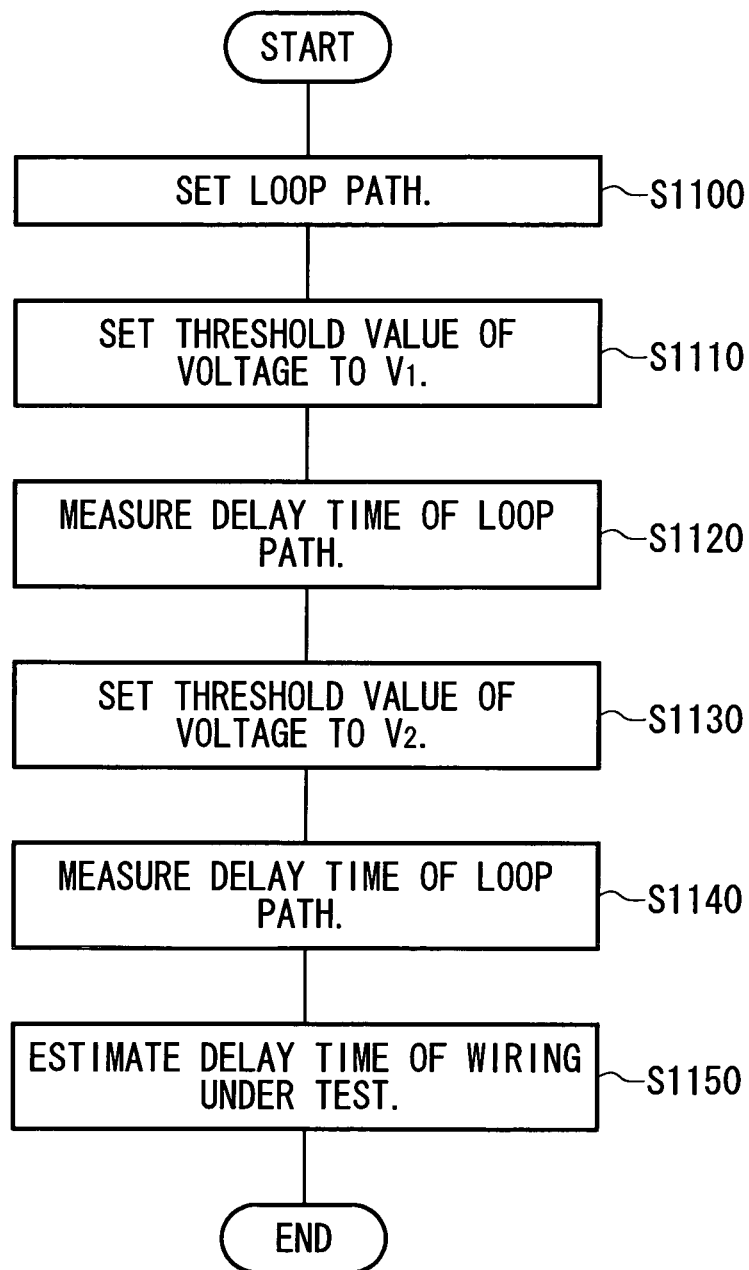 START
SET LOOP PATH.
S1100
SET THRESHOLD VALUE OF
VOLTAGE TO V1.
S1110
MEASURE DELAY TIME OF LOOP
PATH.
S1120
SET THRESHOLD VALUE OF
VOLTAGE TO V2.
S1130
MEASURE DELAY TIME OF LOOP
PATH.
S1140
ESTIMATE DELAY TIME OF WIRING
UNDER TEST.
S1150
END